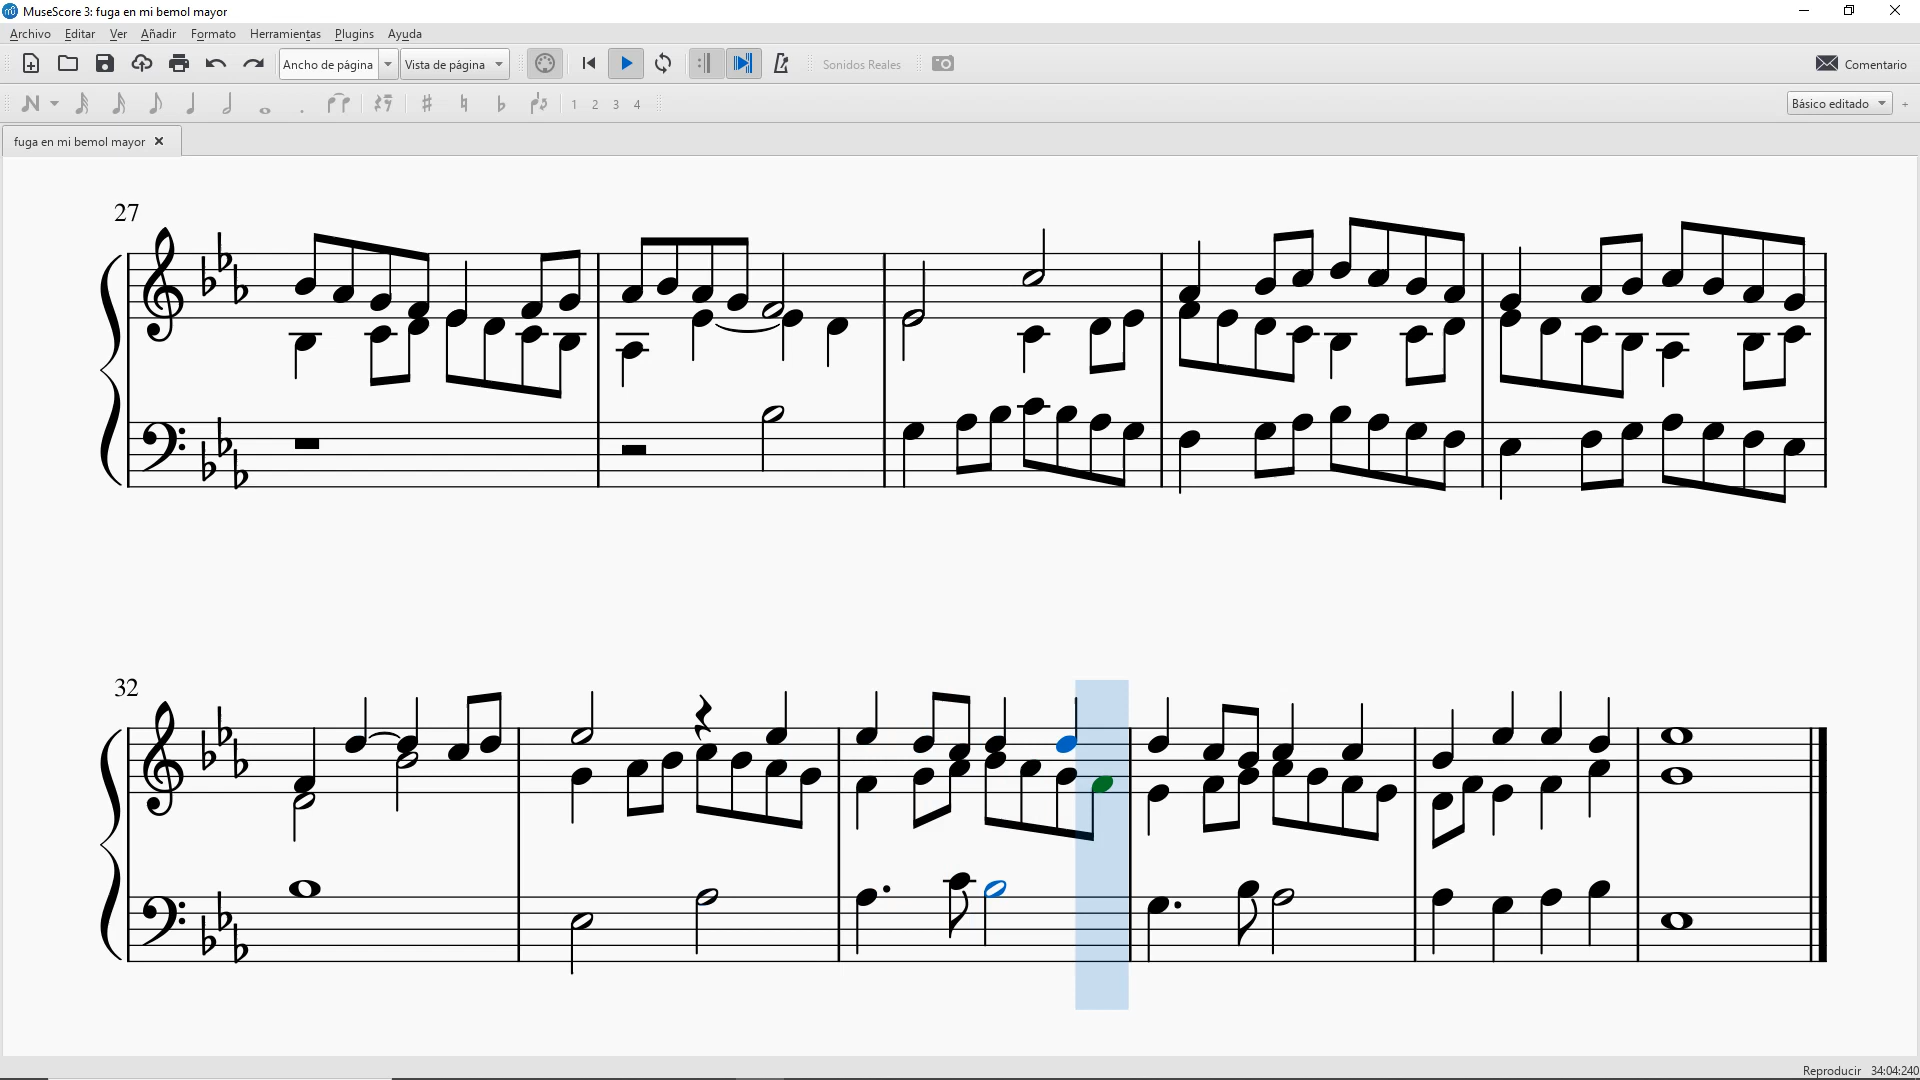 MuseScore 3: fuga en mi bemol mayor
Archivo Editar Ver Añadir Formato Herramientas Plugins Ayuda
Ancho de página Vista de página Sonidos Reales Comentario
1 2 3 4 Básico editado +
fuga en mi bemol mayor
27
32
Reproducir 34:04:240